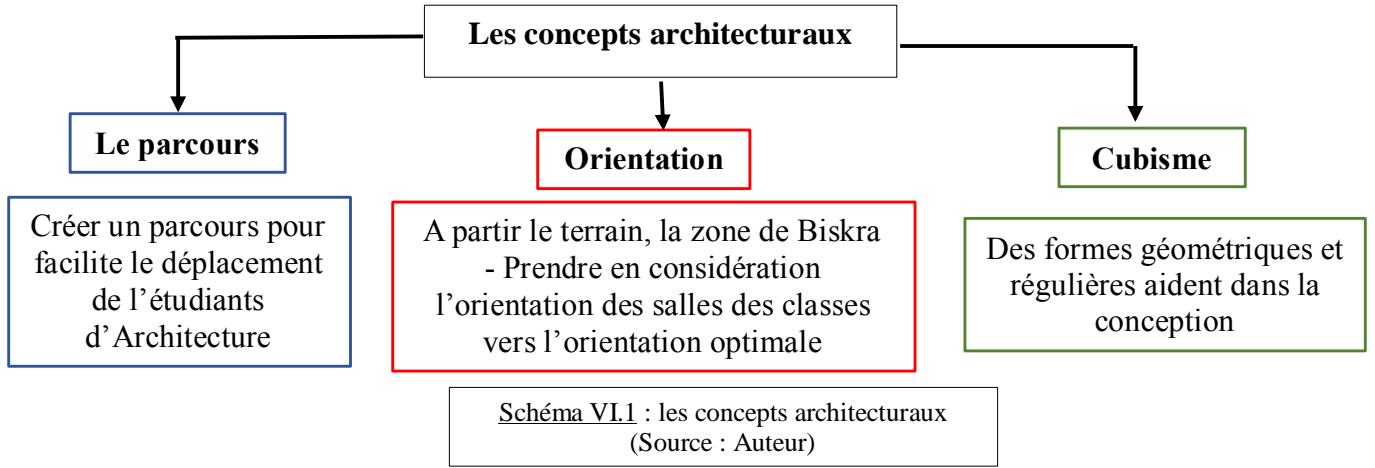 Les concepts architecturaux
Le parcours
Orientation
Cubisme
Créer un parcours pour
facilite le déplacement
de l’étudiants
d’Architecture
A partir le terrain, la zone de Biskra
- Prendre en considération
l’orientation des salles des classes
vers l’orientation optimale
Des formes géométriques et
régulières aident dans la
conception
Schéma VI.1 : les concepts architecturaux
(Source : Auteur)